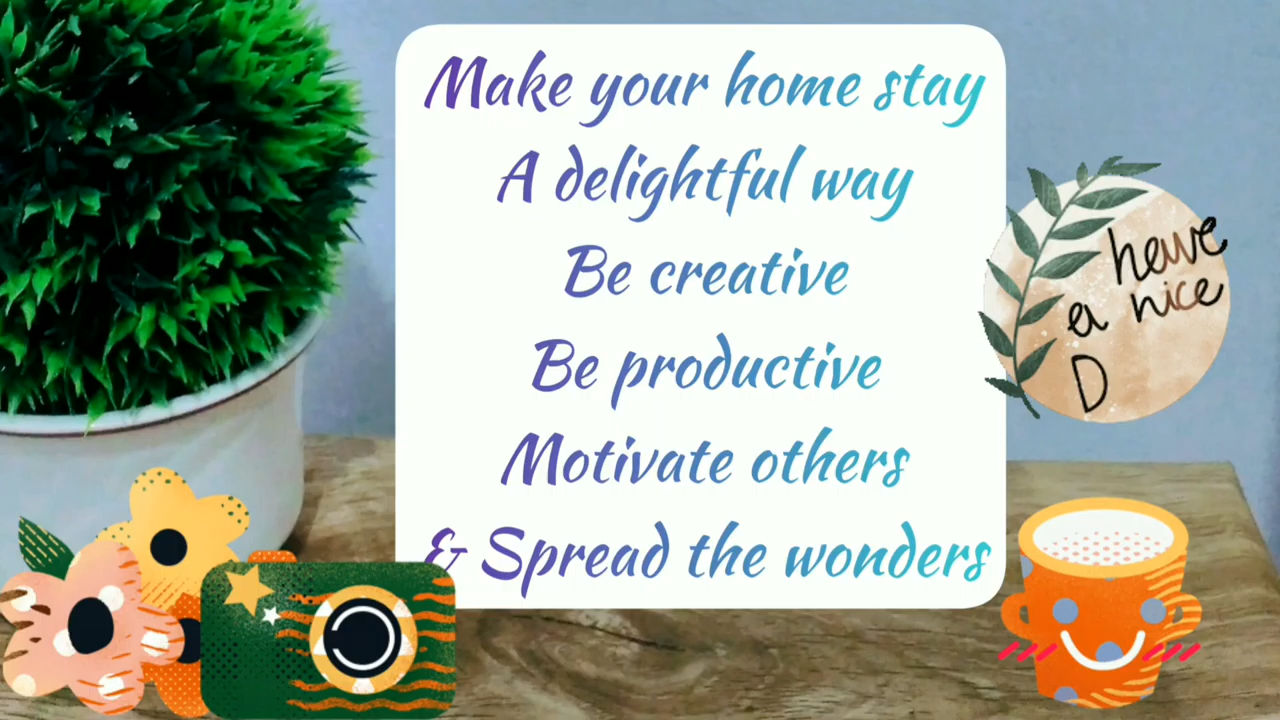 Make your home stay
A delightful way
Be creative
Be productive
Motivate others
& Spread the wonders
have
a nice
D